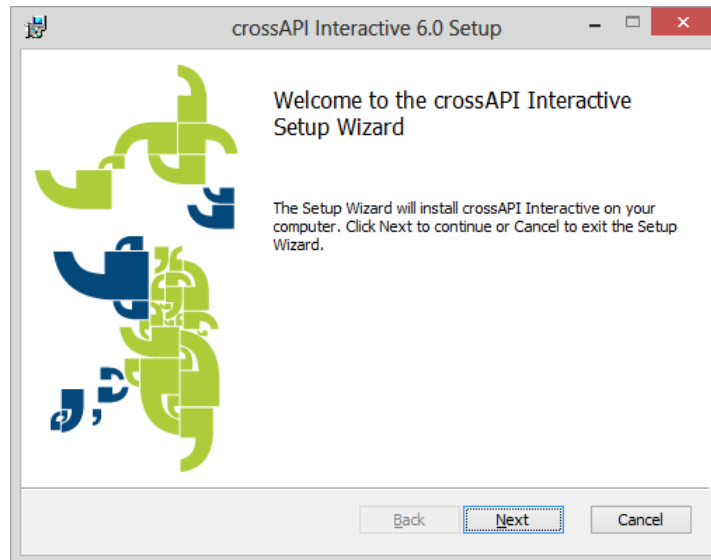 crossAPI Interactive 6.0 Setup
Welcome to the crossAPI Interactive
Setup Wizard
The Setup Wizard will install crossAPI Interactive on your
computer. Click Next to continue or Cancel to exit the Setup
Wizard.
Back Next Cancel